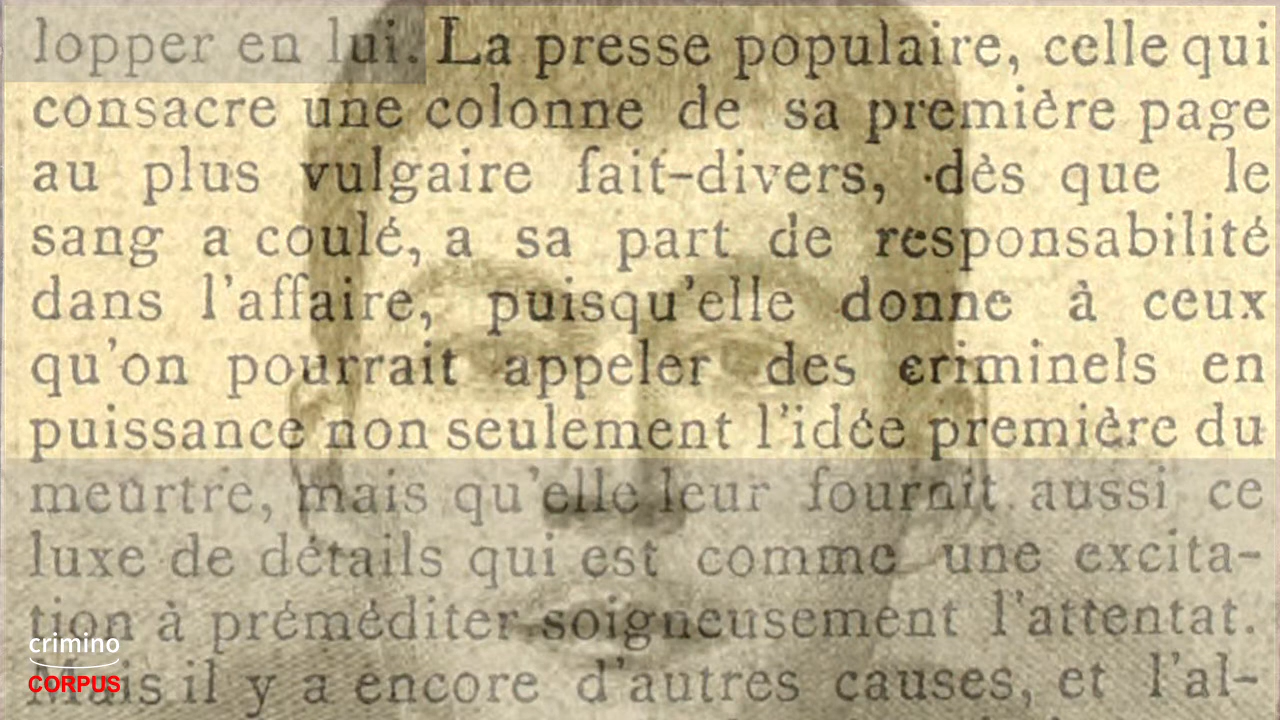 lopper en lui. La presse populaire, celle qui
consacre une colonne de sa première page
au plus vulgaire fait-divers, dès que le
sang a coulé, a sa part de responsabilité
dans l'affaire, puisqu'elle donne à ceux
qu'on pourrait appeler des criminels en
puissance non seulement l'idée première du
meurtre, mais qu'elle leur fournit aussi ce
luxe de détails qui est comme une excita-
tion à préméditer soigneusement l'attentat.
Mais il y a encore d'autres causes, et l'al-
crimino
CORPUS